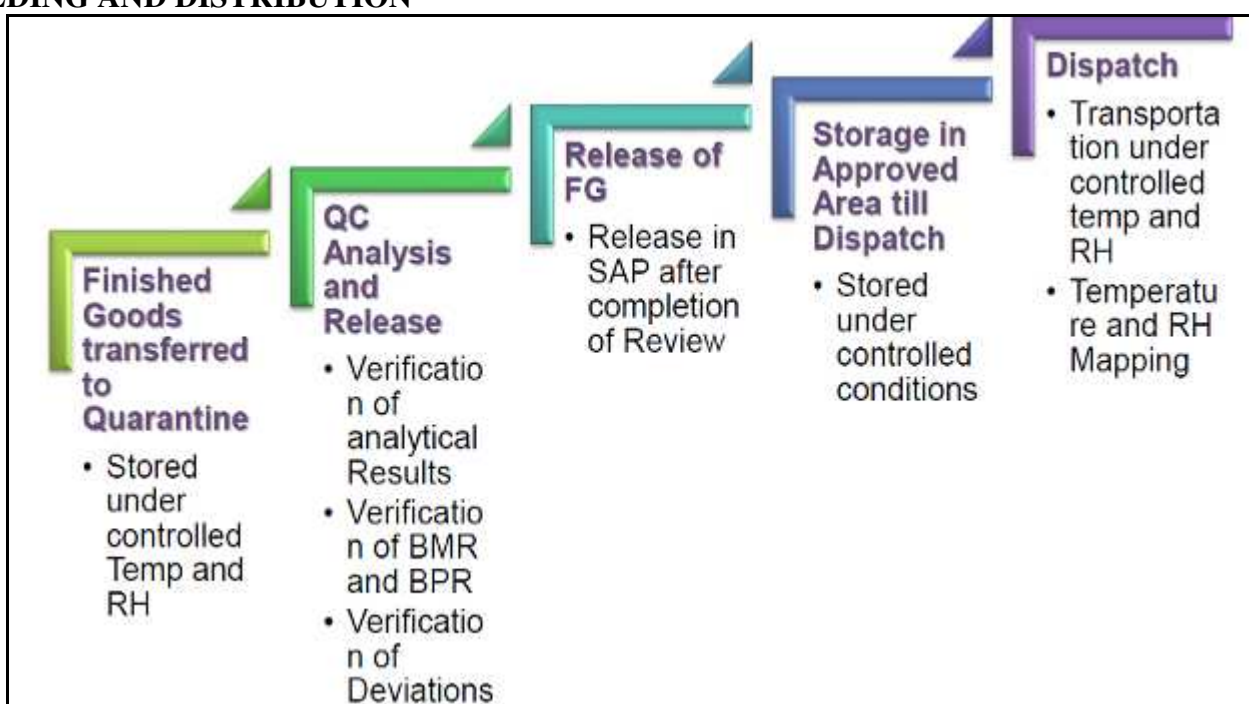 DING AND DISTRIBUTION
Finished
Goods
transferred
to
Quarantine
• Stored
under
controlled
Temp and
RH
QC
Analysis
and
Release
• Verificatio
n of
analytical
Results
• Verificatio
n of BMR
and BPR
• Verificatio
n of
Deviations
Release of
FG
• Release in
SAP after
completion
of Review
Storage in
Approved
Area till
Dispatch
• Stored
under
controlled
conditions
Dispatch
• Transporta
tion under
controlled
temp and
RH
• Temperatu
re and RH
Mapping